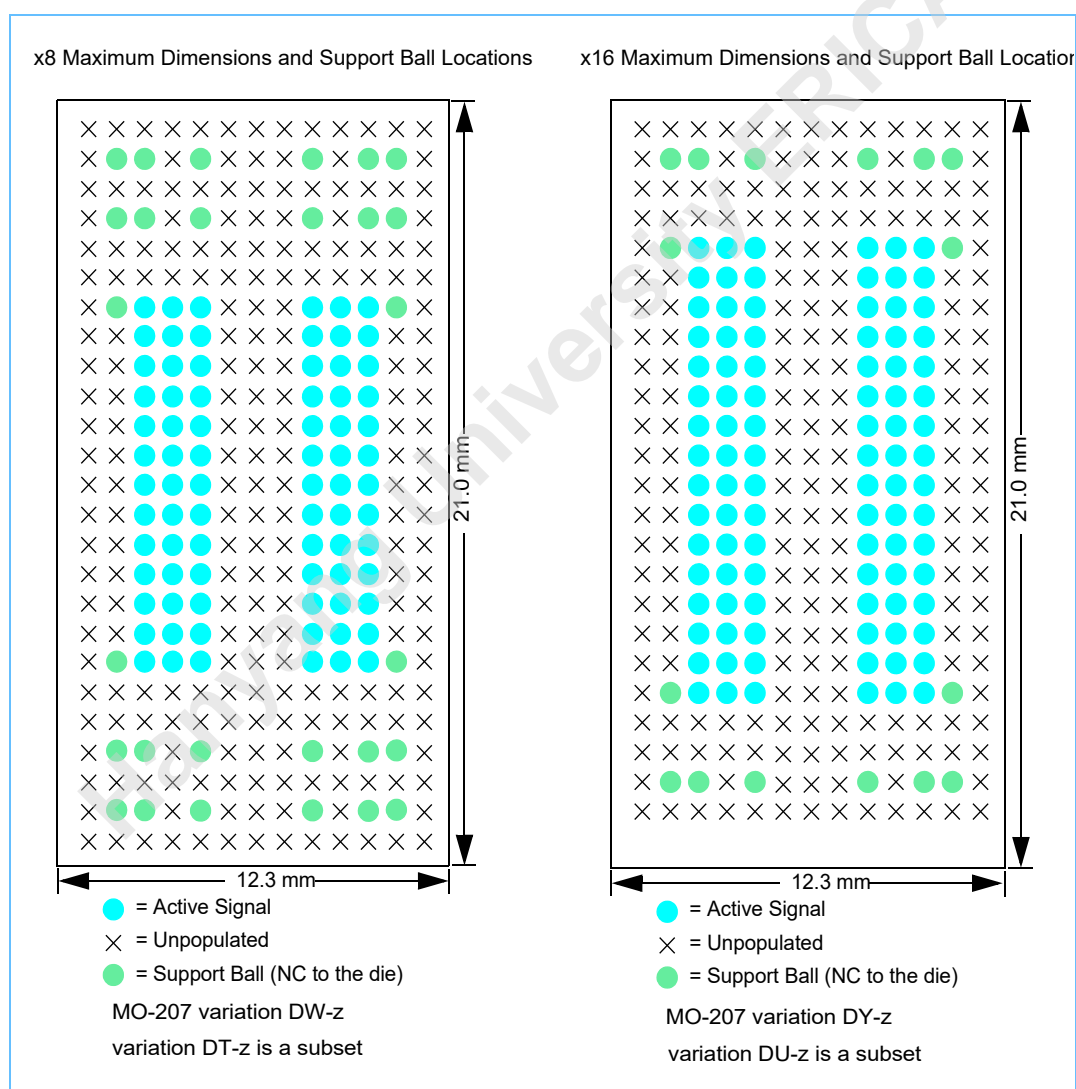 x8 Maximum Dimensions and Support Ball Locations
x16 Maximum Dimensions and Support Ball Location
21.0 mm
21.0 mm
12.3 mm
12.3 mm
= Active Signal
= Unpopulated
= Support Ball (NC to the die)
MO-207 variation DW-z
variation DT-z is a subset
= Active Signal
= Unpopulated
= Support Ball (NC to the die)
MO-207 variation DY-z
variation DU-z is a subset
Hanyang University ERICA